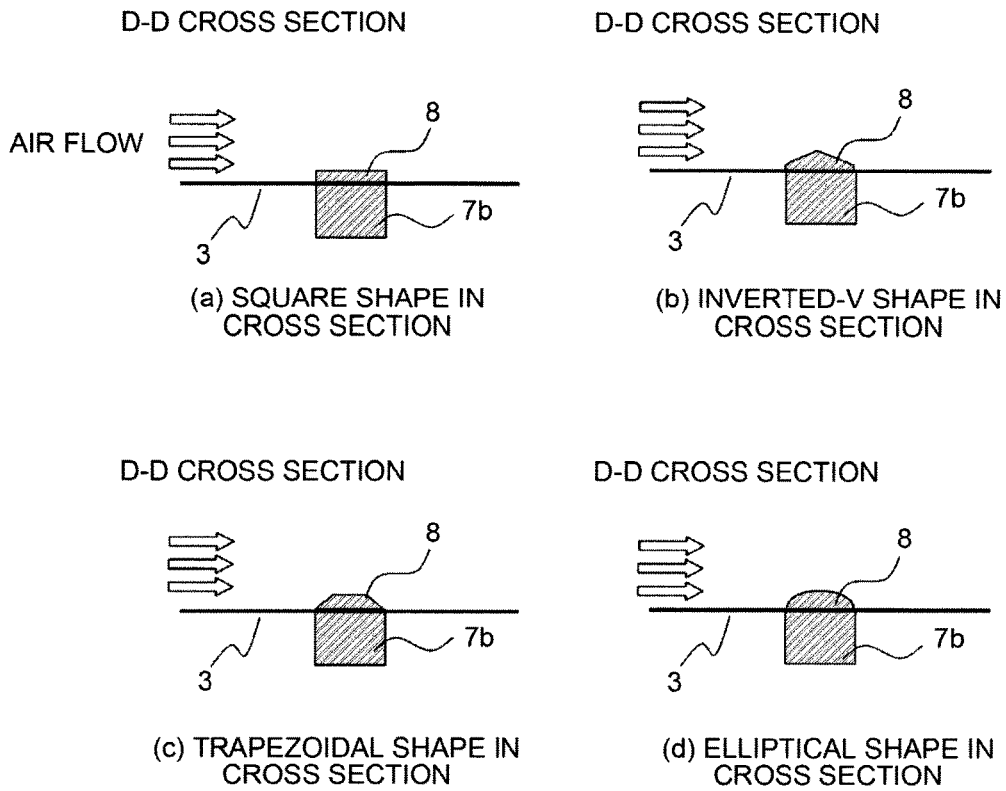 D-D CROSS SECTION
D-D CROSS SECTION
AIR FLOW
8
3
7b
(a) SQUARE SHAPE IN
CROSS SECTION
8
3
7b
(b) INVERTED-V SHAPE IN
CROSS SECTION
D-D CROSS SECTION
D-D CROSS SECTION
8
3
7b
(c) TRAPEZOIDAL SHAPE IN
CROSS SECTION
8
3
7b
(d) ELLIPTICAL SHAPE IN
CROSS SECTION